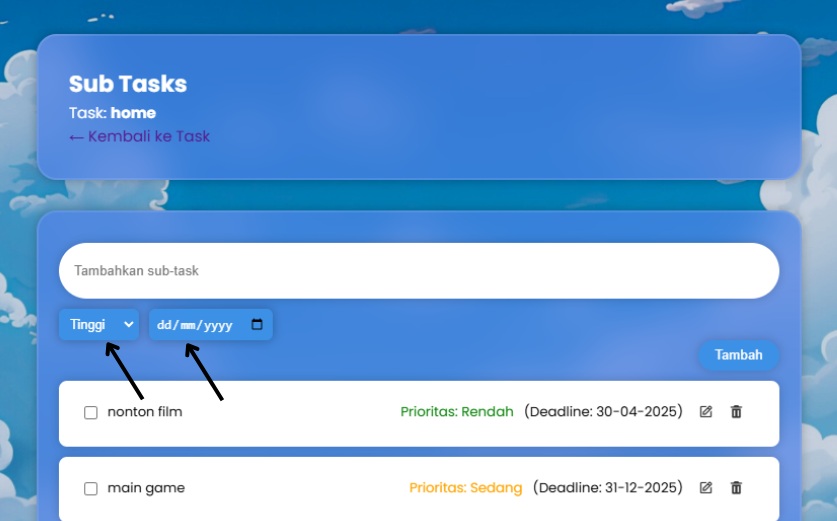 Sub Tasks
Task: home
← Kembali ke Task
Tambahkan sub-task
Tinggi dd/mm/yyyy
Tambah
nonton film Prioritas: Rendah (Deadline: 30-04-2025)
main game Prioritas: Sedang (Deadline: 31-12-2025)